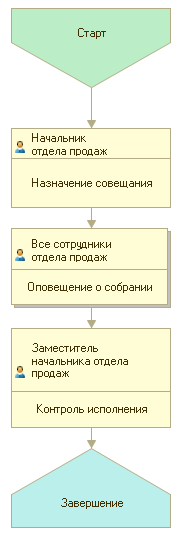 Старт
Начальник
отдела продаж
Назначение совещания
Все сотрудники
отдела продаж
Оповещение о собрании
Заместитель
начальника отдела
продаж
Контроль исполнения
Завершение